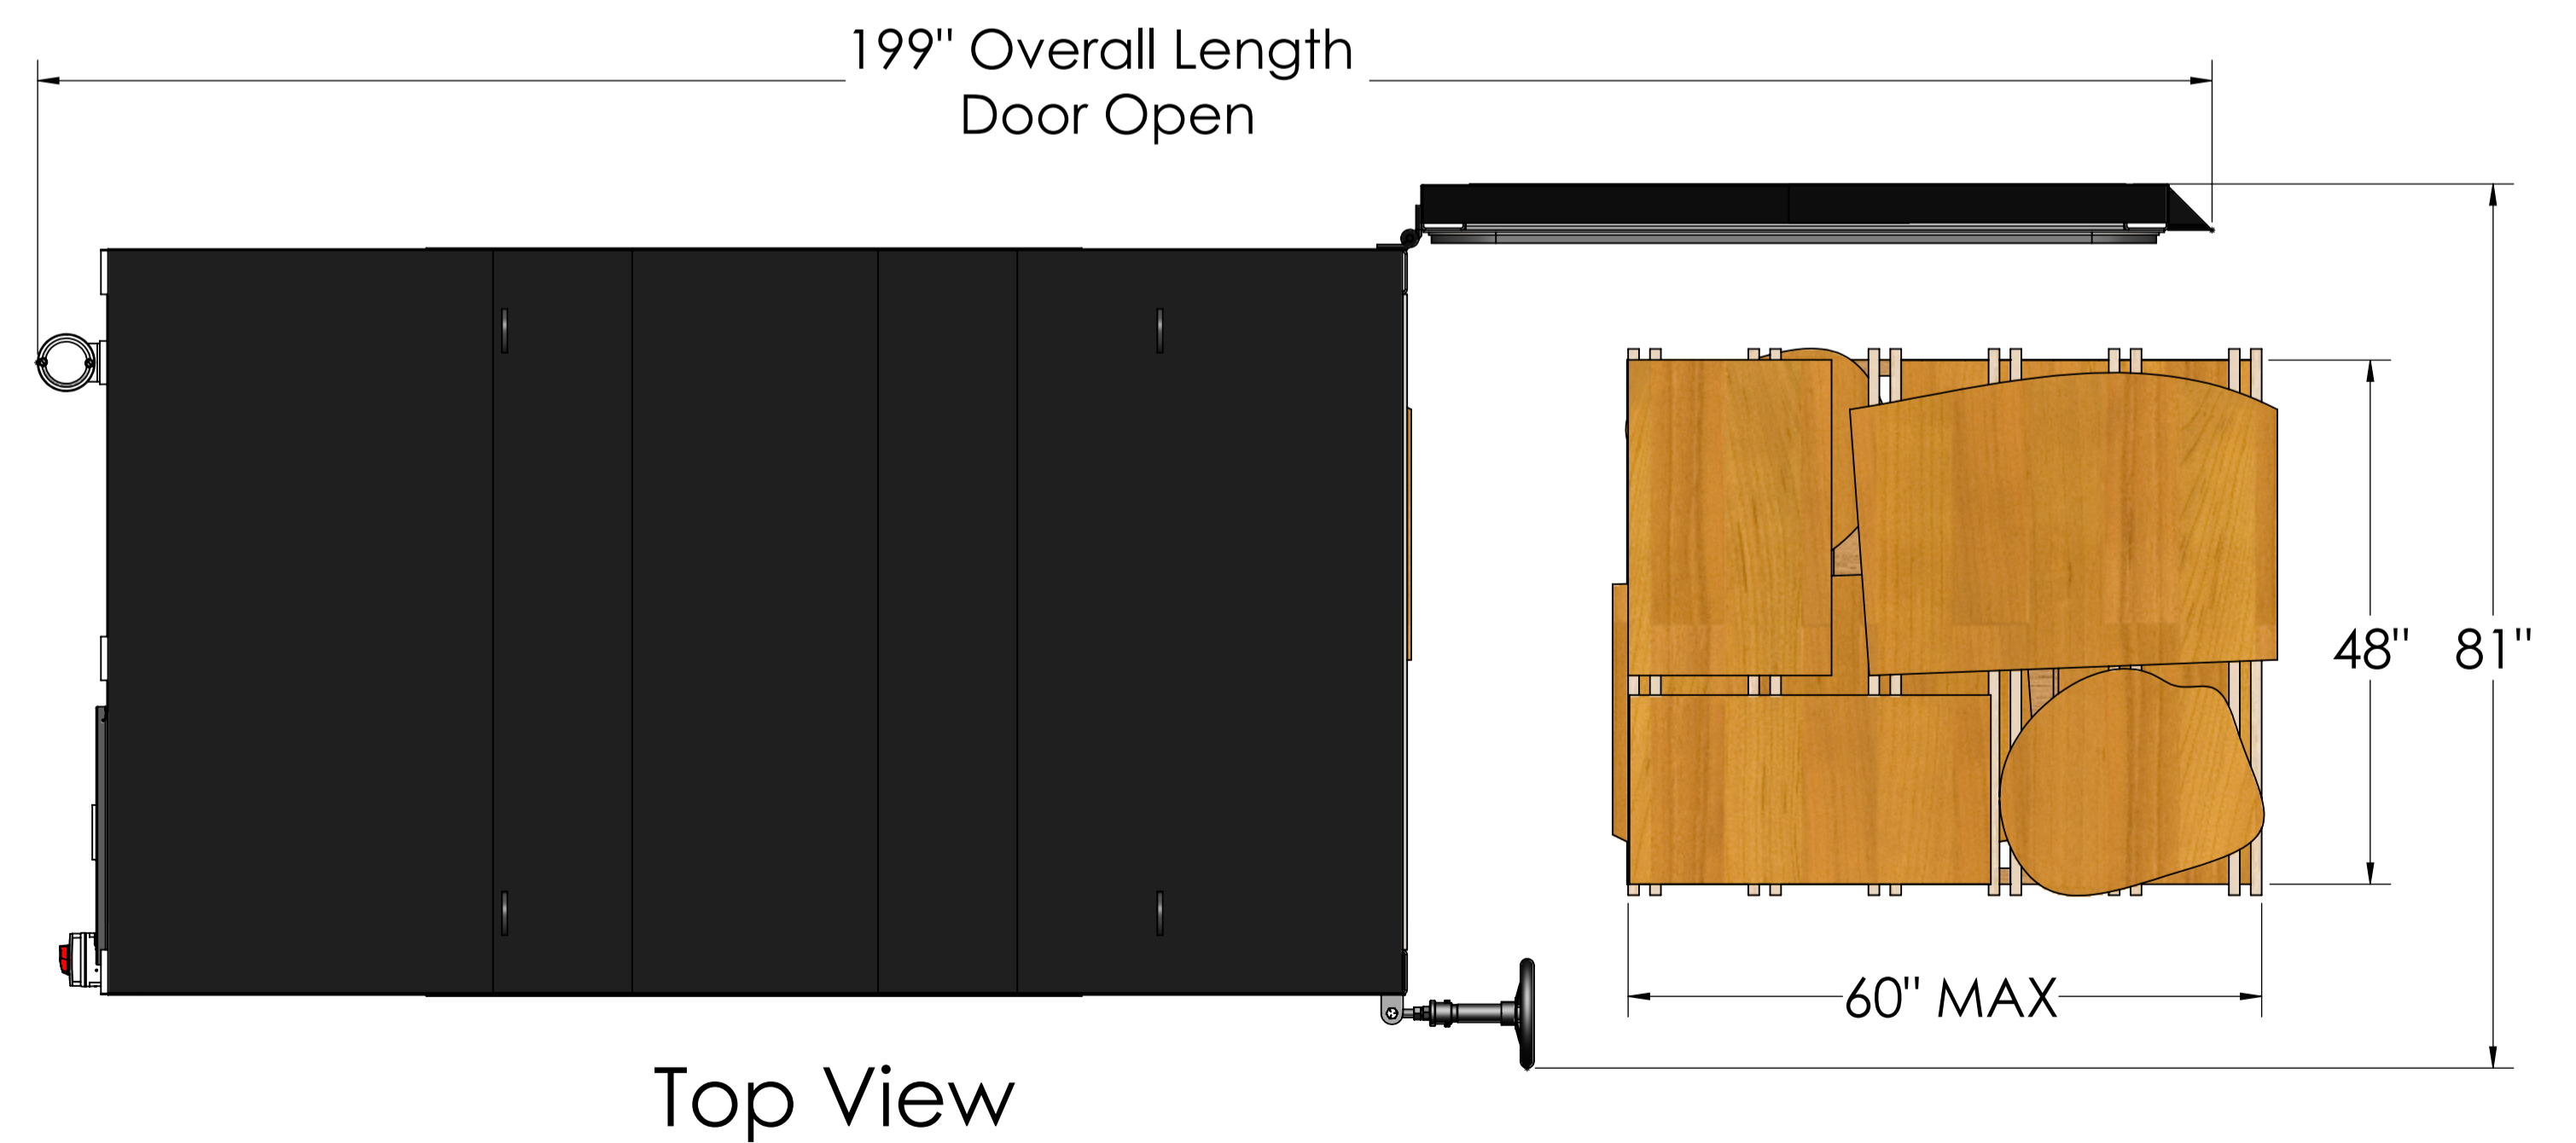 199" Overall Length
Door Open
48" 81"
60" MAX
Top View